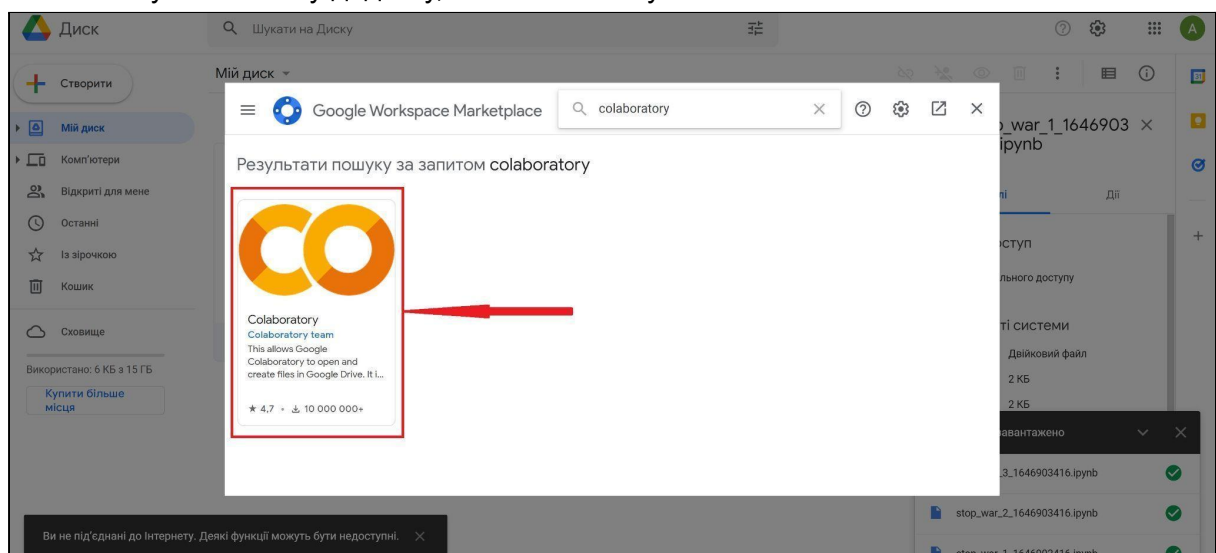 Диск
Шукати на Диску
A
Створити
Мій диск
31
Мій диск
Комп'ютери
Відкриті для мене
Останні
Із зірочкою
Кошик
Сховище
Використано: 6 КБ з 15 ГБ
Купити більше
місця
Google Workspace Marketplace
colaboratory
Результати пошуку за запитом colaboratory
Colaboratory
Colaboratory team
This allows Google
Colaboratory to open and
create files in Google Drive. It i...
4,7 • 10 000 000+
_war_1_1646903
ipynb
Дії
льного доступу
Двійковий файл
2 КБ
2 КБ
_3_1646903416.ipynb
stop_war_2_1646903416.ipynb
Ви не під'єднані до Інтернету. Деякі функції можуть бути недоступні.